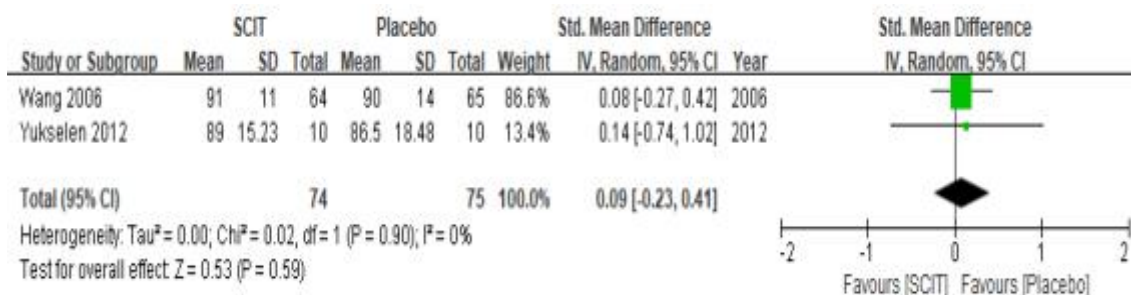 SCIT Placebo Std. Mean Difference Std. Mean Difference
Study or Subgroup Mean SD Total Mean SD Total Weight IV, Random, 95% CI Year IV, Random, 95% CI
Wang 2006 91 11 64 90 14 65 86.6% 0.08 [-0.27, 0.42] 2006
Yukselen 2012 89 15.23 10 86.5 18.48 10 13.4% 0.14 [-0.74, 1.02] 2012
Total (95% CI) 74 75 100.0% 0.09 [-0.23, 0.41]
Heterogeneity: Tau² = 0.00; Chi² = 0.02, df = 1 (P = 0.90); I² = 0%
Test for overall effect: Z = 0.53 (P = 0.59)
-2 -1 0 1 2
Favours [SCIT] Favours [Placebo]